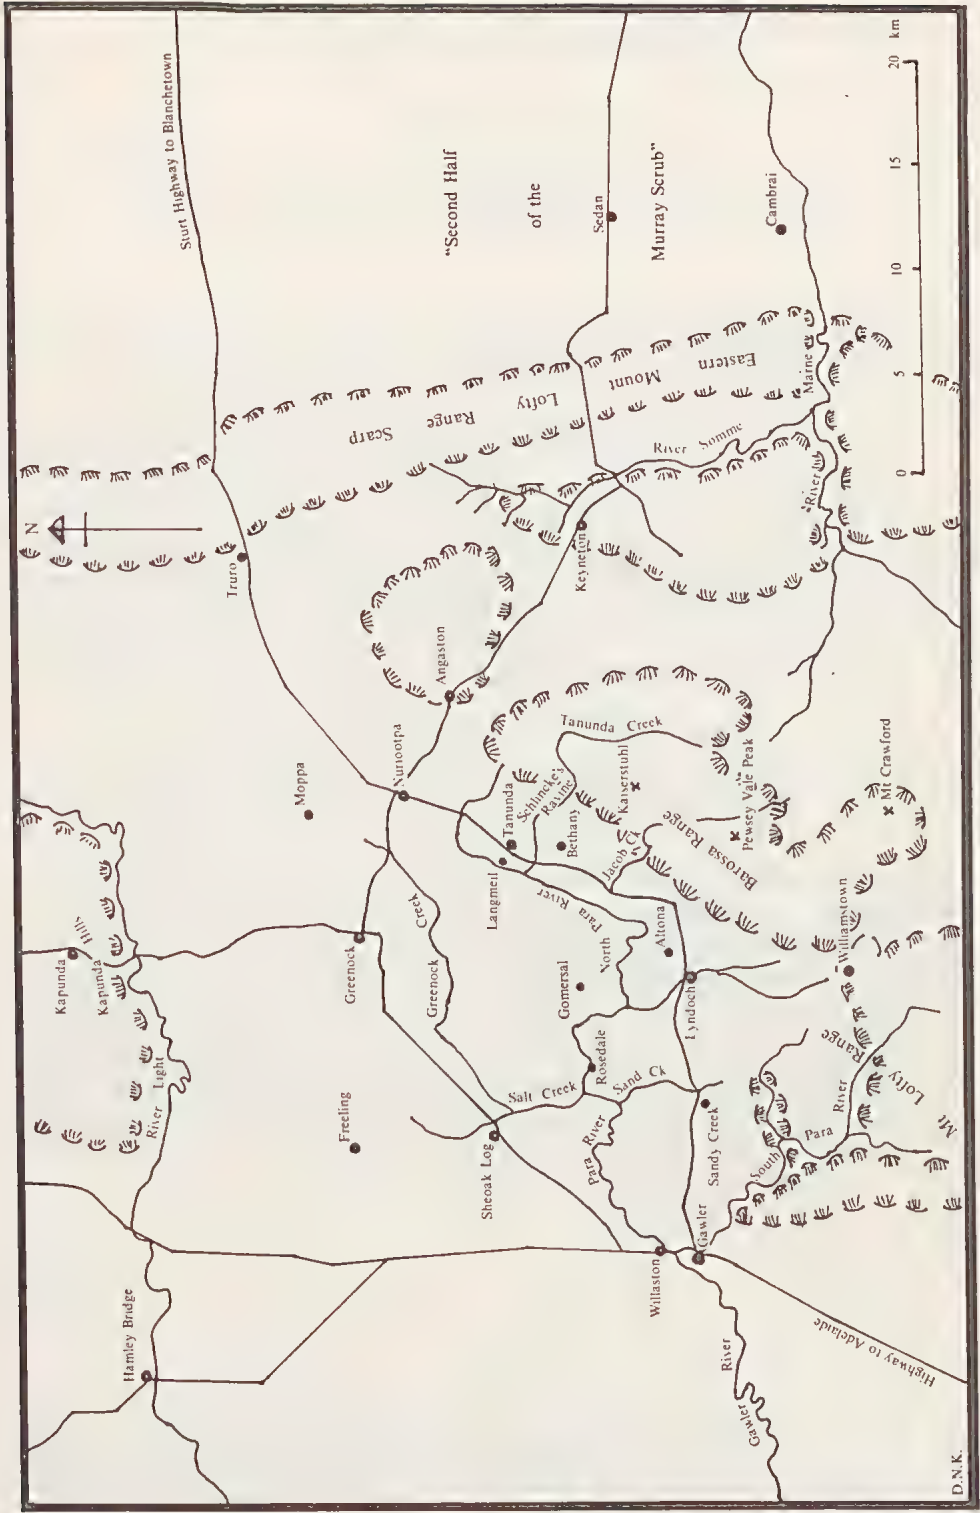 Sturt Highway to Blanchetown
N
Truro
"Second Half
of the
Murray Scrub"
Sedan
Cambrai
Eastern
Mount
Lofty
Range
Scarp
River Somme
Marne
River
Keyneton
Angaston
Nuriootpa
Moppa
Tanunda Creek
Schlincke's
Ravine
Kaiserstuhl
Tanunda
Bethany
Langmeil
Jacob Ck
Barossa Range
Pewsey Vale Peak
Mt Crawford
Williamstown
Kapunda
Kapunda
Hills
Greenock
Greenock
Creek
North
Para River
Altona
Gomersal
Lyndoch
Rosedale
Salt Creek
Sand Ck
Sandy Creek
River
Light
Freeling
Sheoak Log
Para River
South
Para
River
Mt
Lofty
Range
Willaston
Gawler
Hamley Bridge
Gawler
River
Highway to Adelaide
0 5 10 15 20 km
D.N.K.